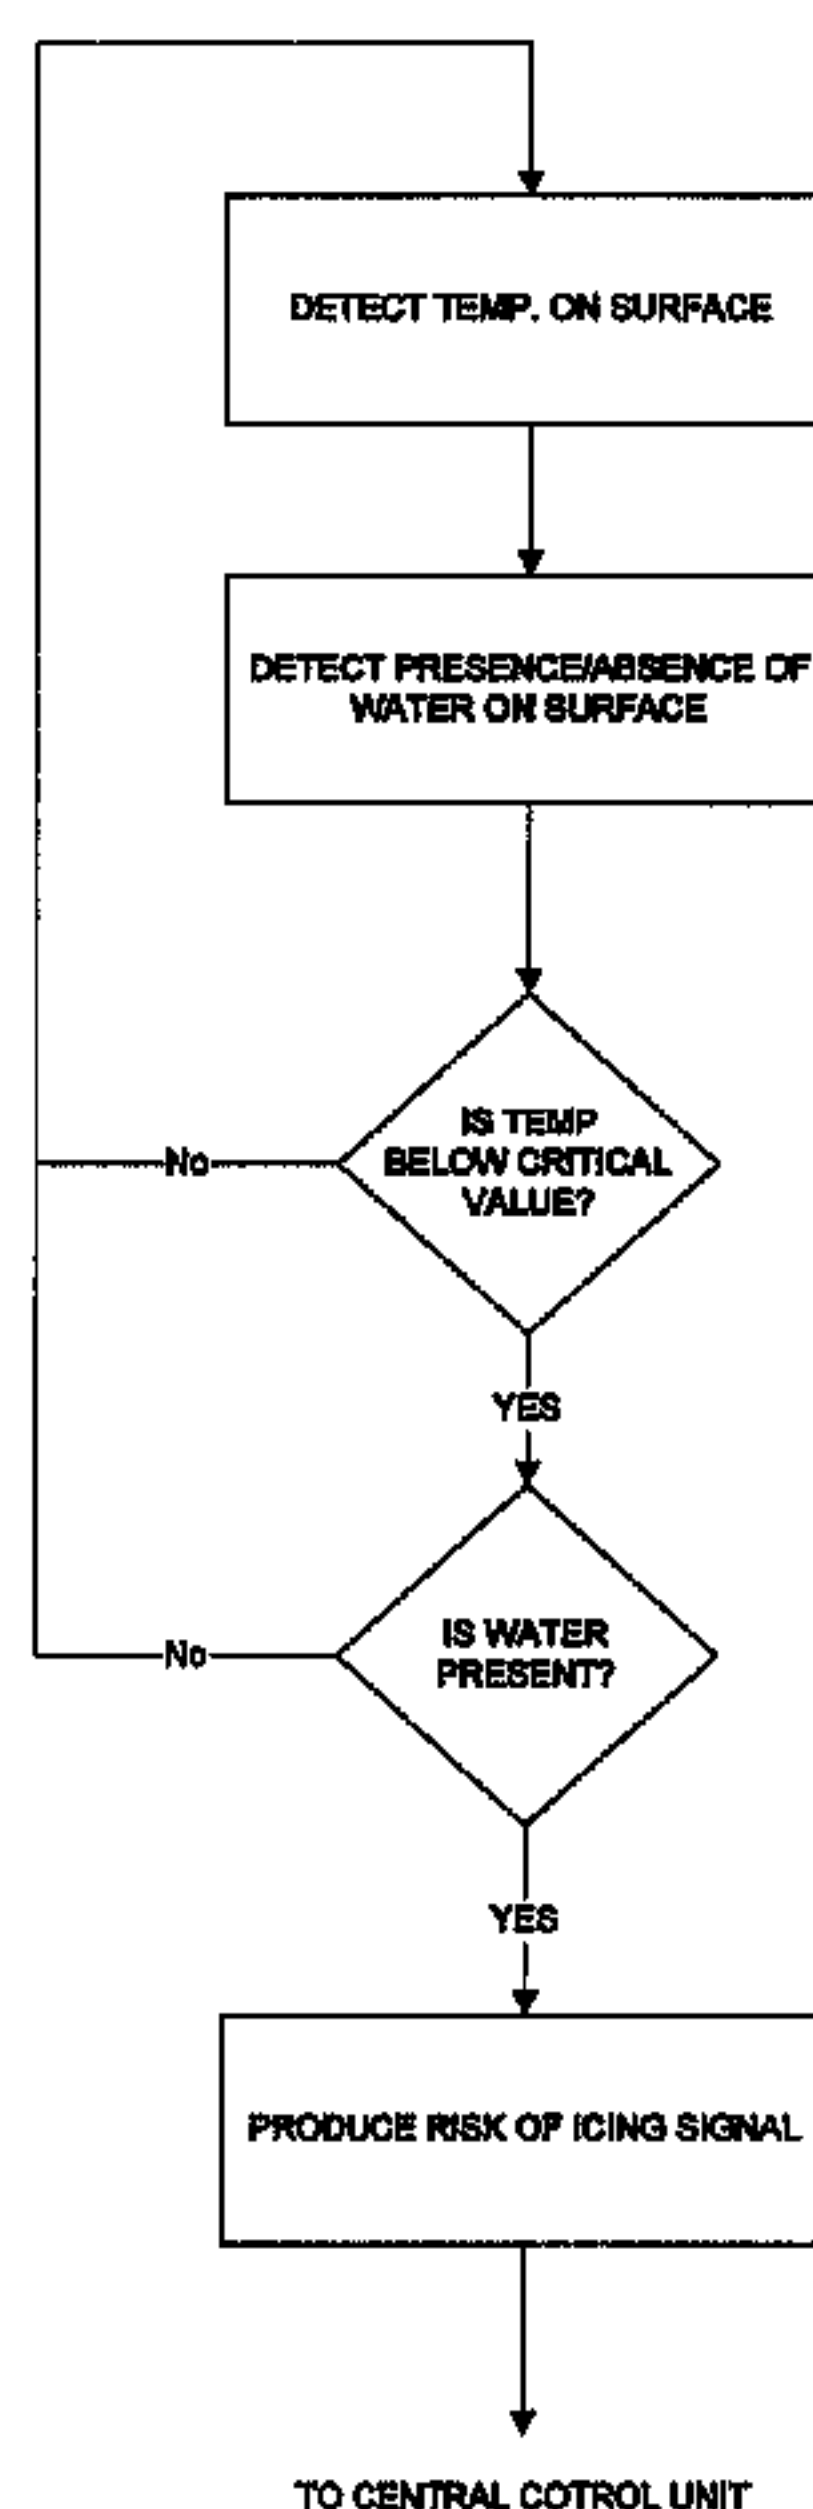 DETECT TEMP. ON SURFACE
DETECT PRESENCE/ABSENCE OF
WATER ON SURFACE
IS TEMP
BELOW CRITICAL
VALUE?
No
YES
IS WATER
PRESENT?
No
YES
PRODUCE RISK OF ICING SIGNAL
TO CENTRAL COTROL UNIT